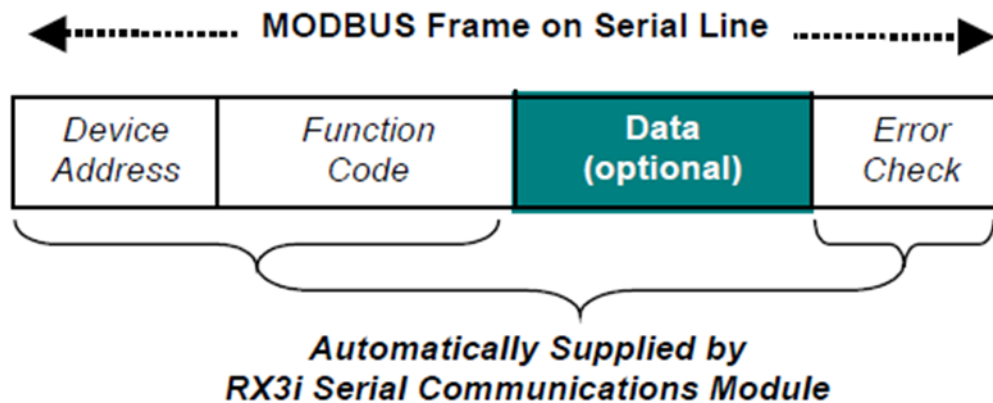 MODBUS Frame on Serial Line
Device Address
Function Code
Data (optional)
Error Check
Automatically Supplied by
RX3i Serial Communications Module